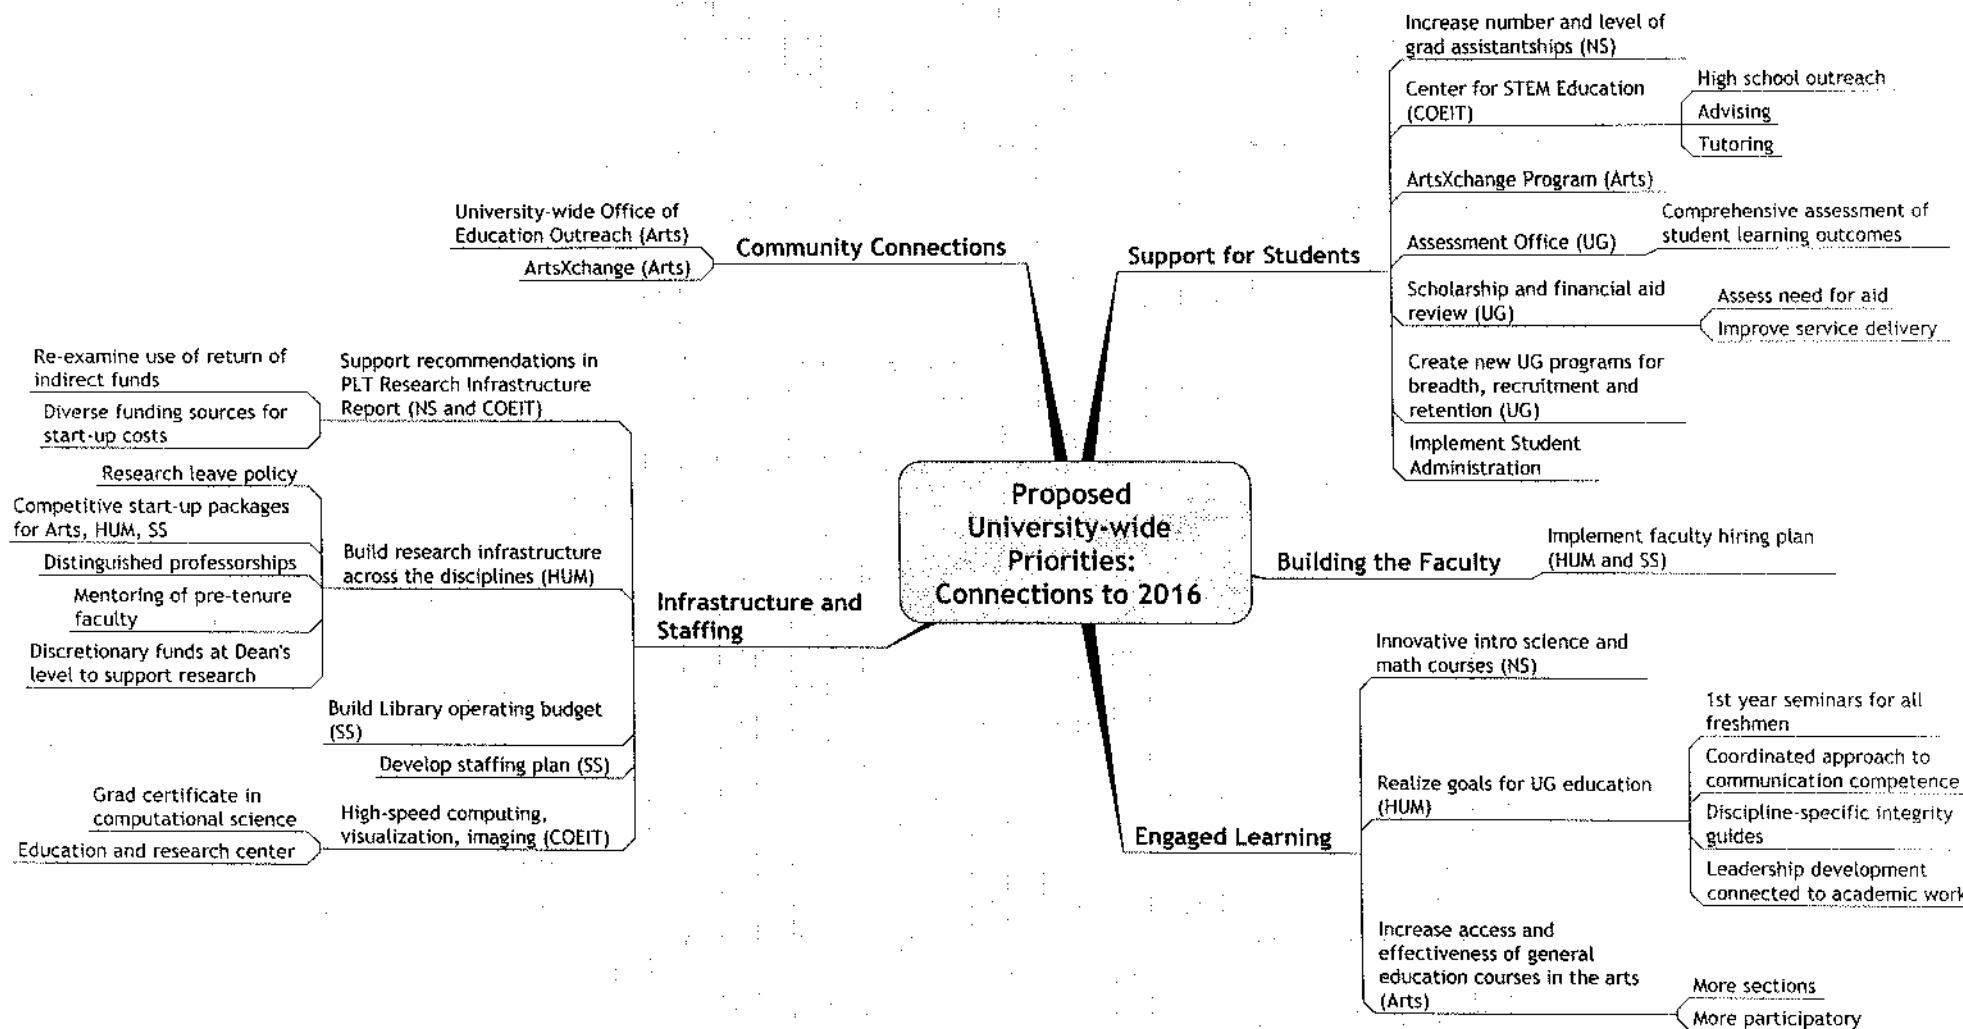 Proposed
University-wide
Priorities:
Connections to 2016
Community Connections
University-wide Office of
Education Outreach (Arts)
ArtsXchange (Arts)
Support for Students
Increase number and level of
grad assistantships (NS)
Center for STEM Education
(COEIT)
High school outreach
Advising
Tutoring
ArtsXchange Program (Arts)
Assessment Office (UG)
Comprehensive assessment of
student learning outcomes
Scholarship and financial aid
review (UG)
Assess need for aid
Improve service delivery
Create new UG programs for
breadth, recruitment and
retention (UG)
Implement Student
Administration
Building the Faculty
Implement faculty hiring plan
(HUM and SS)
Engaged Learning
Innovative intro science and
math courses (NS)
Realize goals for UG education
(HUM)
1st year seminars for all
freshmen
Coordinated approach to
communication competence
Discipline-specific integrity
guides
Leadership development
connected to academic work
Increase access and
effectiveness of general
education courses in the arts
(Arts)
More sections
More participatory
Infrastructure and
Staffing
Support recommendations in
PLT Research Infrastructure
Report (NS and COEIT)
Re-examine use of return of
indirect funds
Diverse funding sources for
start-up costs
Build research infrastructure
across the disciplines (HUM)
Research leave policy
Competitive start-up packages
for Arts, HUM, SS
Distinguished professorships
Mentoring of pre-tenure
faculty
Discretionary funds at Dean's
level to support research
Build Library operating budget
(SS)
Develop staffing plan (SS)
High-speed computing,
visualization, imaging (COEIT)
Grad certificate in
computational science
Education and research center